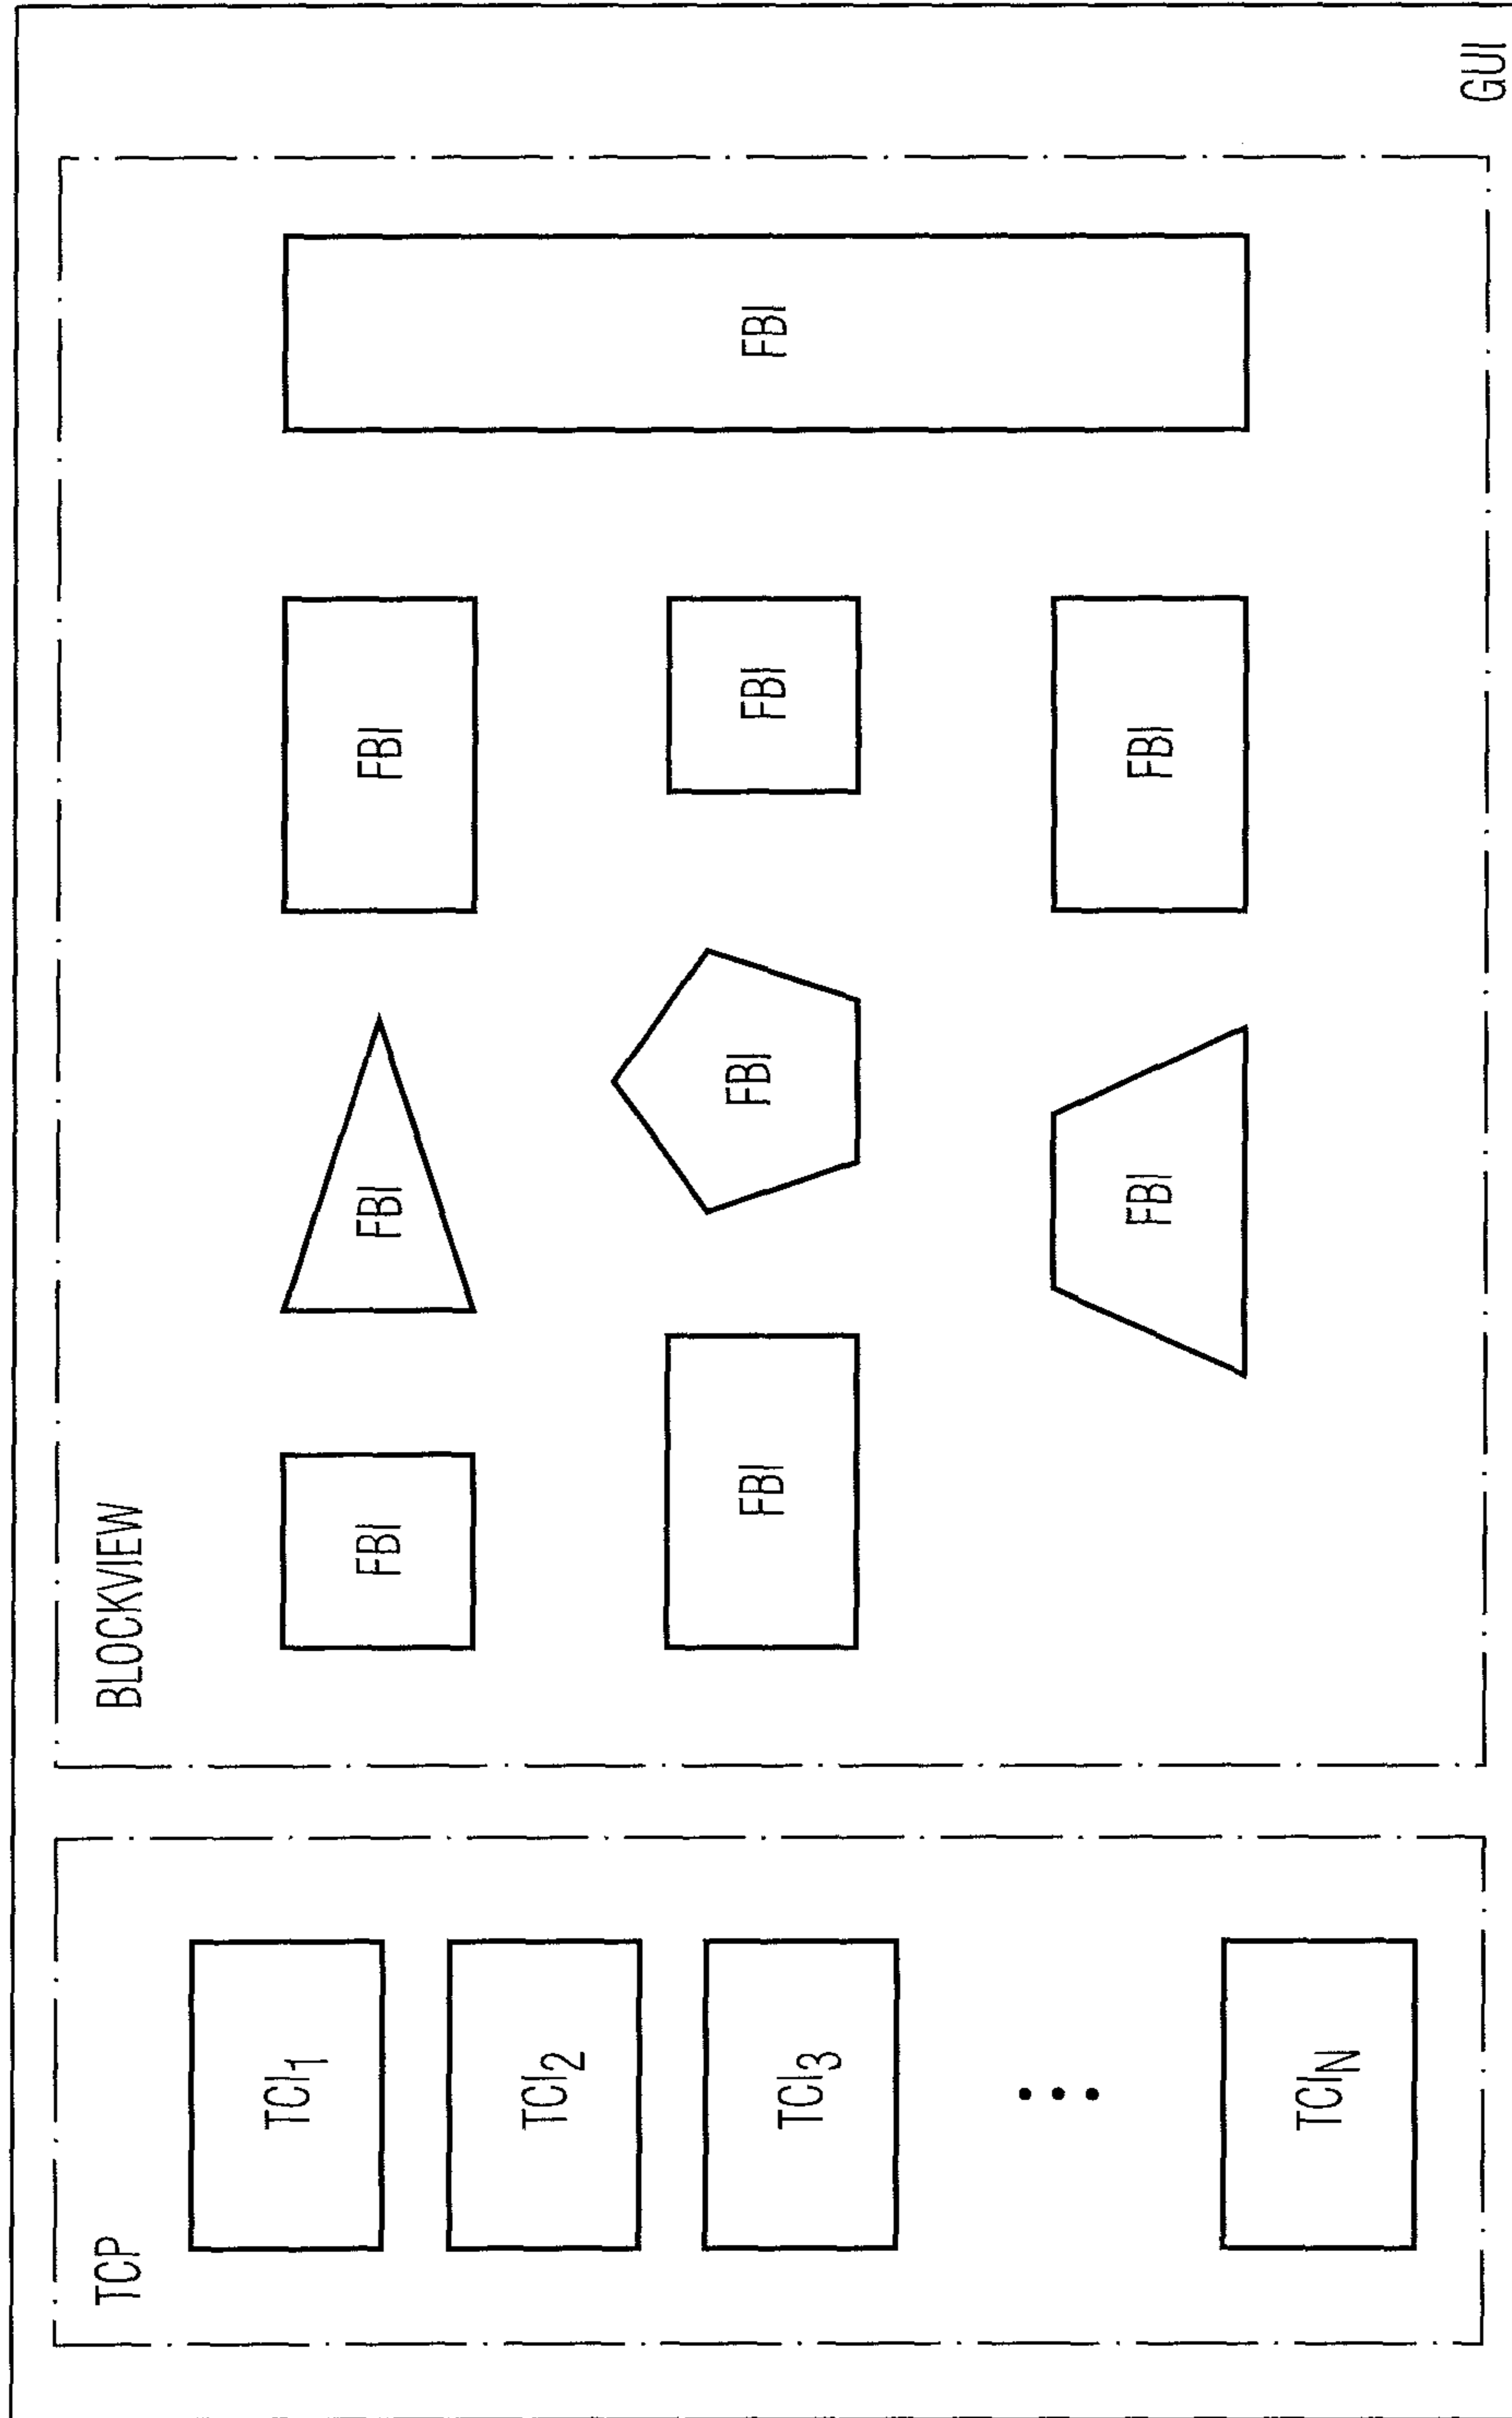 TCP
TCI1
TCI2
TCI3
TCIN
BLOCKVIEW
FBI
FBI
FBI
FBI
FBI
FBI
FBI
FBI
FBI
GUI